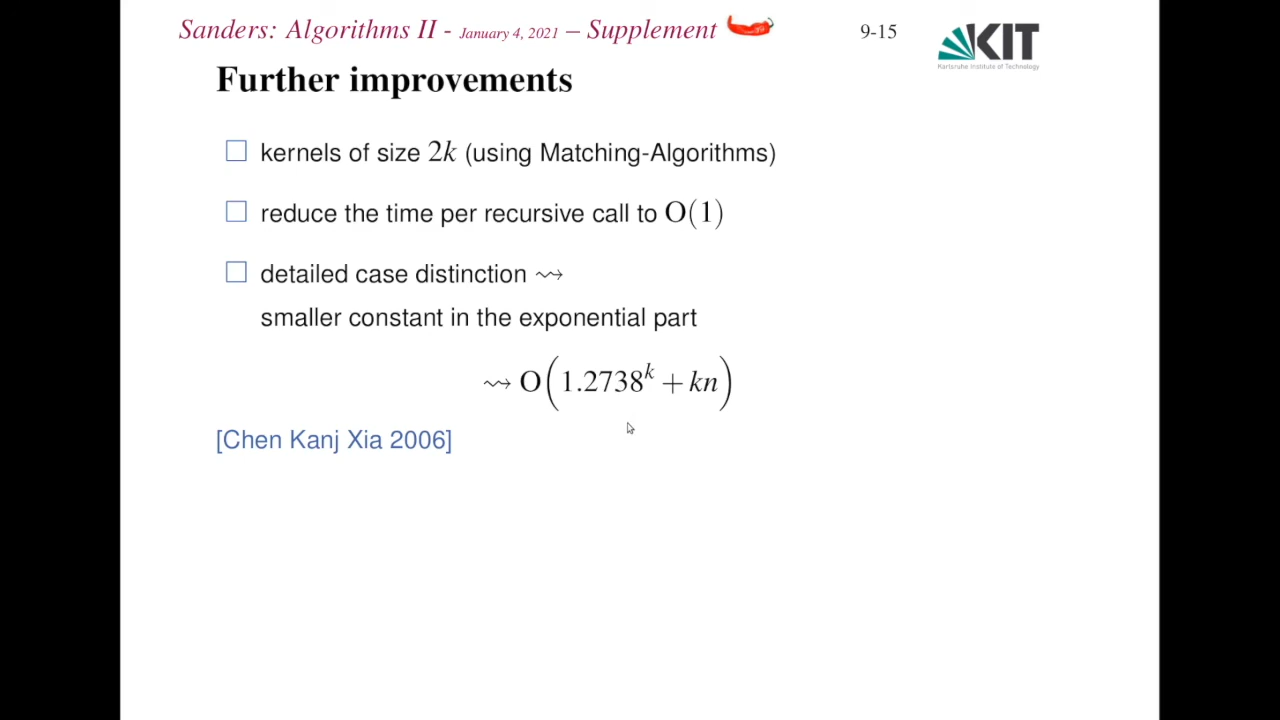 Sanders: Algorithms II - January 4, 2021 – Supplement 9-15
KIT
Karlsruhe Institute of Technology
Further improvements
kernels of size 2k (using Matching-Algorithms)
reduce the time per recursive call to O(1)
detailed case distinction ⇝
smaller constant in the exponential part
⇝ O(1.2738^k + kn)
[Chen Kanj Xia 2006]